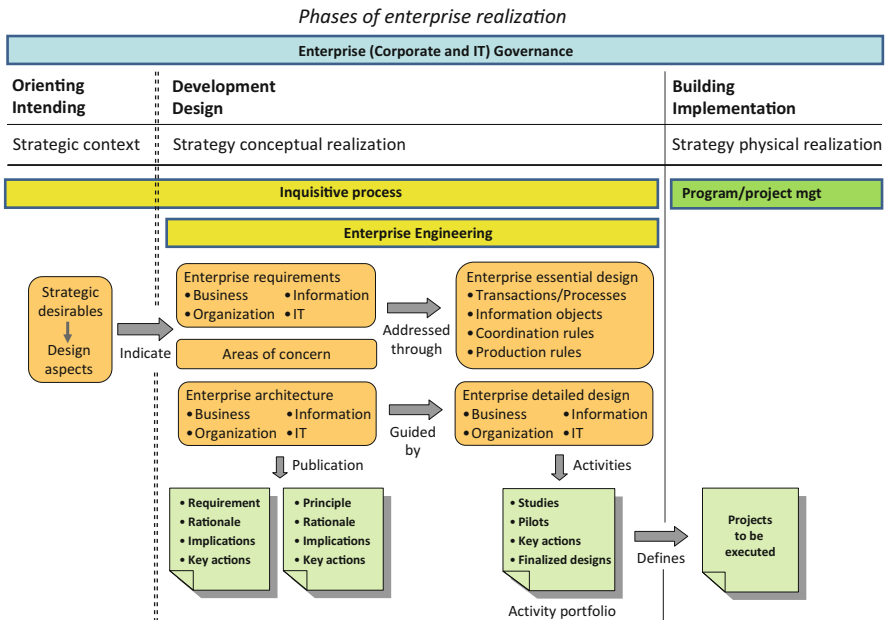 Phases of enterprise realization
Enterprise (Corporate and IT) Governance
Orienting
Intending
Development
Design
Building
Implementation
Strategic context
Strategy conceptual realization
Strategy physical realization
Inquisitive process
Program/project mgt
Enterprise Engineering
Strategic
desirables
Design
aspects
Indicate
Enterprise requirements
• Business • Information
• Organization • IT
Areas of concern
Enterprise architecture
• Business • Information
• Organization • IT
Addressed
through
Guided
by
Enterprise essential design
• Transactions/Processes
• Information objects
• Coordination rules
• Production rules
Enterprise detailed design
• Business • Information
• Organization • IT
Publication
Activities
• Requirement
• Rationale
• Implications
• Key actions
• Principle
• Rationale
• Implications
• Key actions
• Studies
• Pilots
• Key actions
• Finalized designs
Activity portfolio
Defines
Projects
to be
executed